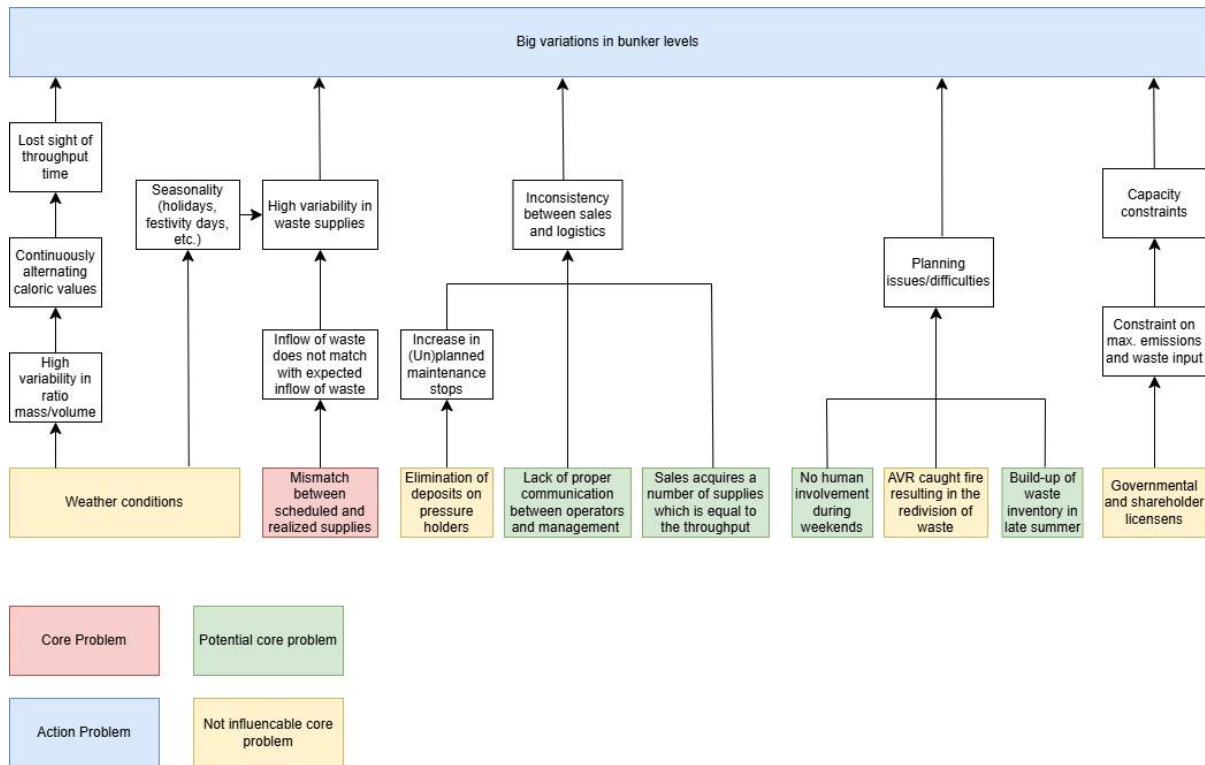 Big variations in bunker levels
Lost sight of
throughput
time
Seasonality
(holidays,
festivity days,
etc.)
High variability in
waste supplies
Inconsistency
between sales
and logistics
Capacity
constraints
Continuously
alternating
caloric values
Planning
issues/difficulties
High
variability in
ratio
mass/volume
Inflow of waste
does not match
with expected
inflow of waste
Increase in
(Un)planned
maintenance
stops
Constraint on
max. emissions
and waste input
Weather conditions
Mismatch
between
scheduled and
realized supplies
Elimination of
deposits on
pressure
holders
Lack of proper
communication
between operators
and management
Sales acquires a
number of supplies
which is equal to
the throughput
No human
involvement
during
weekends
AVR caught fire
resulting in the
redivision of
waste
Build-up of
waste
inventory in
late summer
Governmental
and shareholder
licensens
Core Problem
Potential core problem
Action Problem
Not influencable core
problem